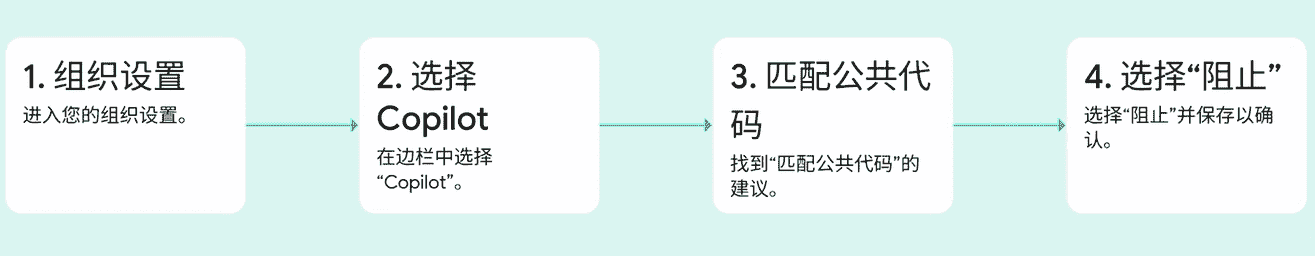 1. 组织设置
进入您的组织设置。
2. 选择
Copilot
在边栏中选择
“Copilot”。
3. 匹配公共代
码
找到“匹配公共代码”的
建议。
4. 选择“阻止”
选择“阻止”并保存以确
认。